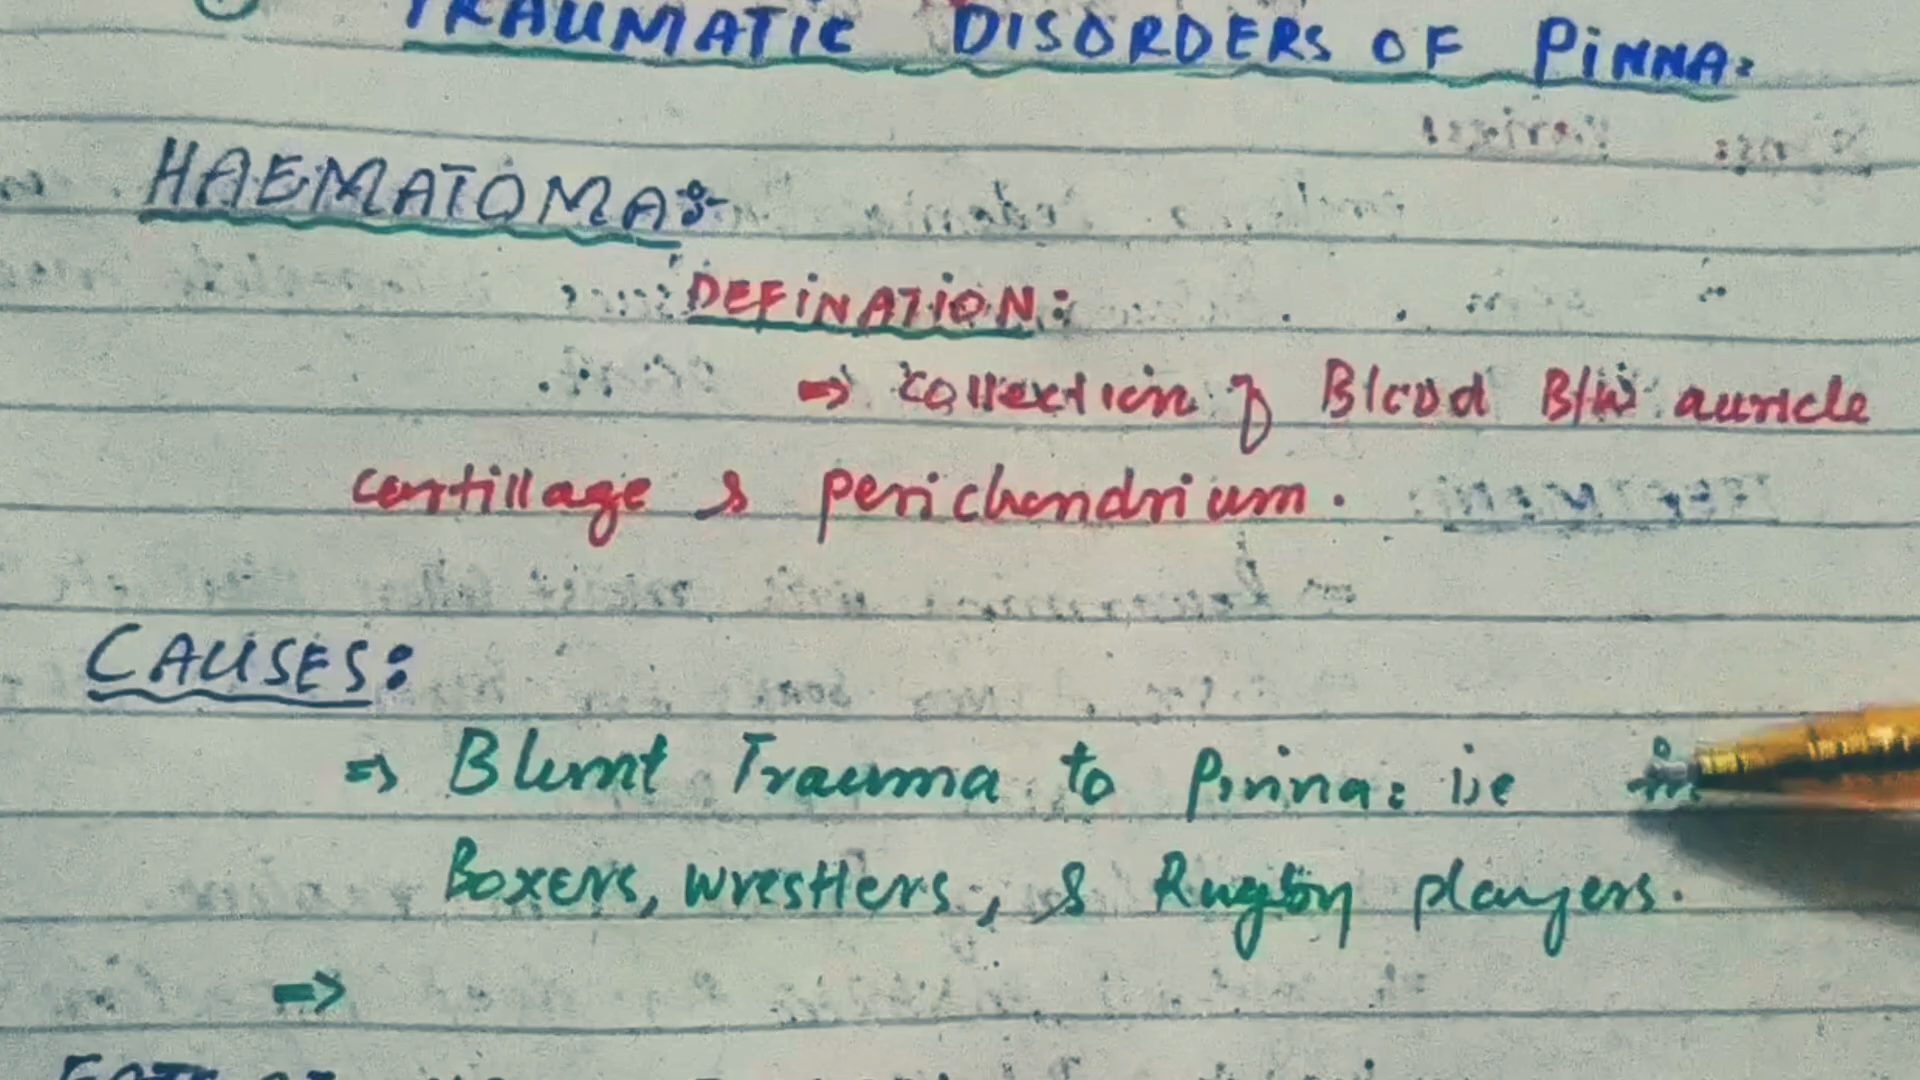 TRAUMATIC DISORDERS OF PINNA:
HAEMATOMA:-
DEFINATION:
⇒ collection of Blood B/W auricle
cartillage & perichondrium.
CAUSES:
⇒ Blunt Trauma to Pinna: i.e in
Boxers, wrestlers, & Rugby players.
⇒